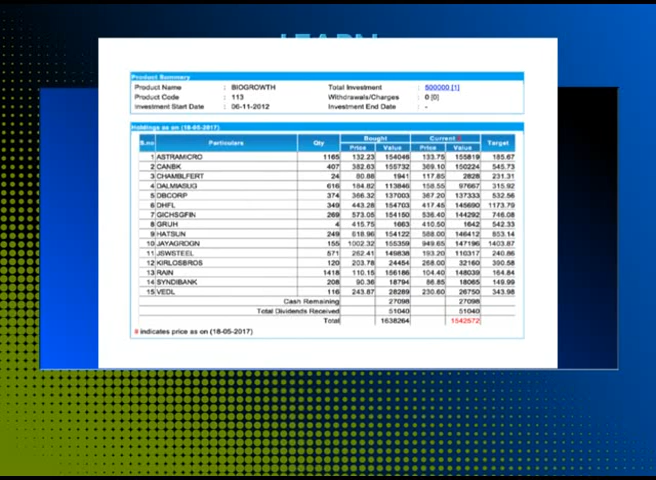 LEARN
Product Summary
Product Name : BIOGROWTH Total Investment : 500000 [1]
Product Code : 113 Withdrawals/Charges : 0 [0]
Investment Start Date : 06-11-2012 Investment End Date : -
Holdings as on (18-05-2017)
S.no Particulars Qty Bought Current # Target
Price Value Price Value
1 ASTRAMICRO 1165 132.23 154046 133.75 155819 185.67
2 CANBK 407 382.63 155732 369.10 150224 545.73
3 CHAMBLFERT 24 80.88 1941 117.85 2828 231.31
4 DALMIASUG 616 184.82 113846 158.55 97667 315.92
5 DBCORP 374 366.32 137003 367.20 137333 532.56
6 DHFL 349 443.28 154703 417.45 145690 1173.79
7 GICHSGFIN 269 573.05 154150 536.40 144292 746.08
8 GRUH 4 415.75 1663 410.50 1642 542.33
9 HATSUN 249 618.96 154122 588.00 146412 853.14
10 JAYAGROGN 155 1002.32 155359 949.65 147196 1403.87
11 JSWSTEEL 571 262.41 149838 193.20 110317 240.86
12 KIRLOSBROS 120 203.78 24454 268.00 32160 390.58
13 RAIN 1418 110.15 156186 104.40 148039 164.84
14 SYNDIBANK 208 90.36 18794 86.85 18065 149.99
15 VEDL 116 243.87 28289 230.60 26750 343.98
Cash Remaining 27098 27098
Total Dividends Received 51040 51040
Total 1638264 1542572
# indicates price as on (18-05-2017)